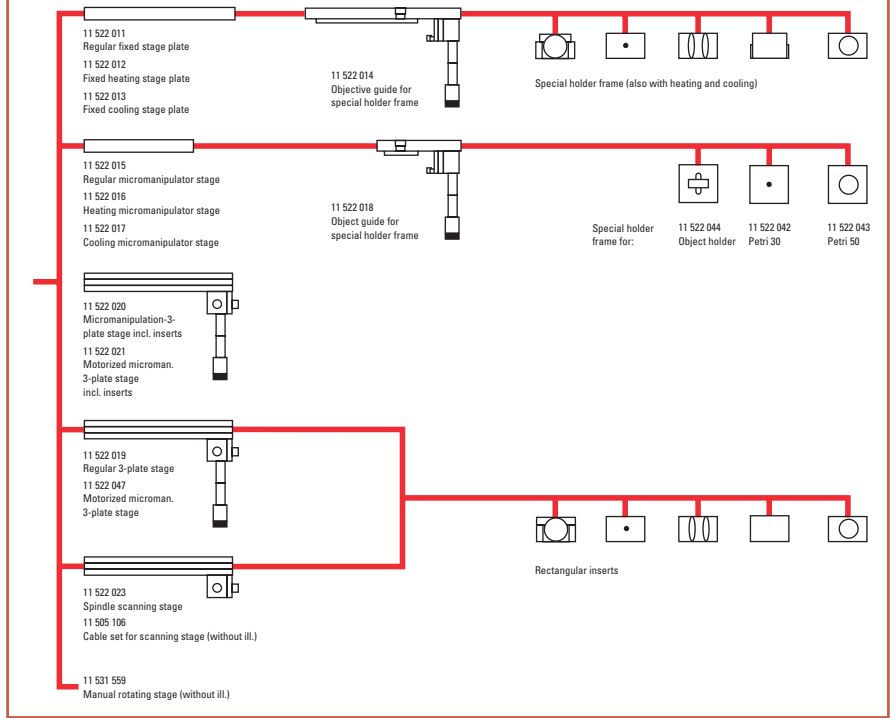 11 522 011
Regular fixed stage plate
11 522 012
Fixed heating stage plate
11 522 013
Fixed cooling stage plate
11 522 014
Objective guide for
special holder frame
Special holder frame (also with heating and cooling)
11 522 015
Regular micromanipulator stage
11 522 016
Heating micromanipulator stage
11 522 017
Cooling micromanipulator stage
11 522 018
Object guide for
special holder frame
Special holder
frame for:
11 522 044
Object holder
11 522 042
Petri 30
11 522 043
Petri 50
11 522 020
Micromanipulation-3-
plate stage incl. inserts
11 522 021
Motorized microman.
3-plate stage
incl. inserts
11 522 019
Regular 3-plate stage
11 522 047
Motorized microman.
3-plate stage
Rectangular inserts
11 522 023
Spindle scanning stage
11 505 106
Cable set for scanning stage (without ill.)
11 531 559
Manual rotating stage (without ill.)